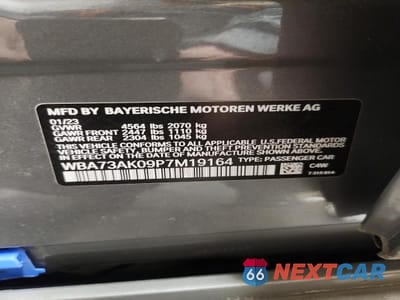 MFD BY BAYERISCHE MOTOREN WERKE AG
01/23
GVWR 4564 lbs 2070 kg
GAWR FRONT 2447 lbs 1110 kg
GAWR REAR 2304 lbs 1045 kg
THIS VEHICLE CONFORMS TO ALL APPLICABLE U.S.FEDERAL MOTOR
VEHICLE SAFETY, BUMPER AND THEFT PREVENTION STANDARDS IN
EFFECT ON THE DATE OF MANUFACTURE SHOWN ABOVE.
WBA73AK09P7M19164 TYPE: PASSENGER CAR
C4W
66 NEXTCAR